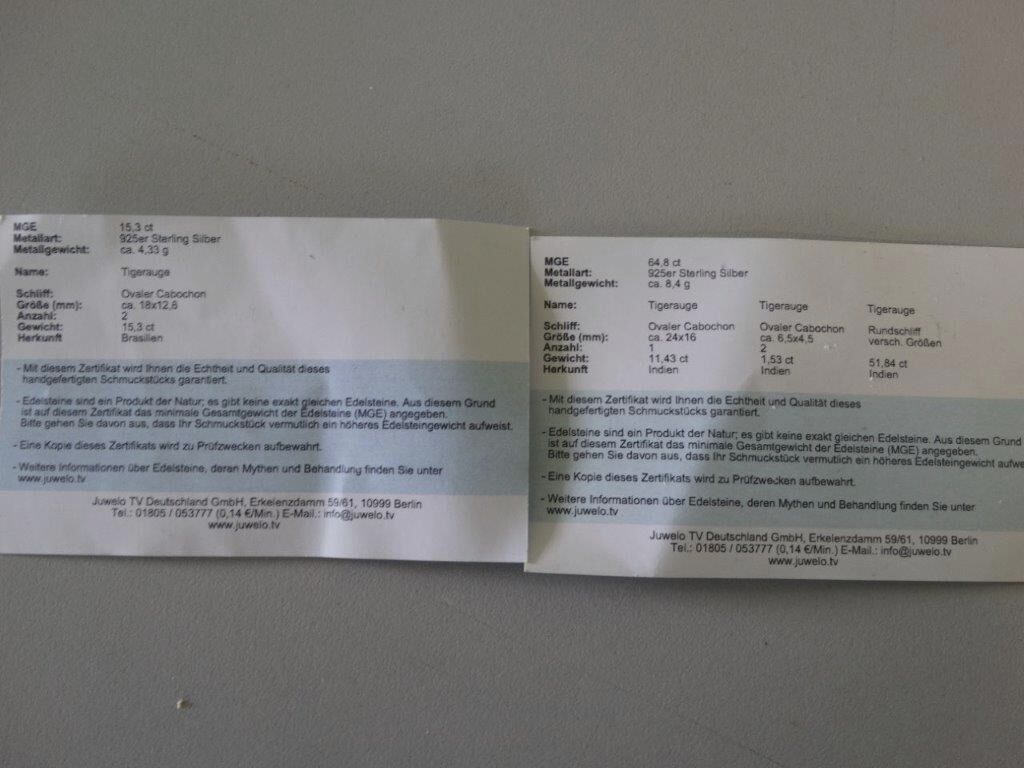 MGE 15,3 ct
Metallart: 925er Sterling Silber
Metallgewicht: ca. 4,33 g
Name: Tigerauge
Schliff: Ovaler Cabochon
Größe (mm): ca. 18x12,6
Anzahl: 2
Gewicht: 15,3 ct
Herkunft Brasilien
- Mit diesem Zertifikat wird Ihnen die Echtheit und Qualität dieses
handgefertigten Schmuckstücks garantiert.
- Edelsteine sind ein Produkt der Natur; es gibt keine exakt gleichen Edelsteine. Aus diesem Grund
ist auf diesem Zertifikat das minimale Gesamtgewicht der Edelsteine (MGE) angegeben.
Bitte gehen Sie davon aus, dass Ihr Schmuckstück vermutlich ein höheres Edelsteingewicht aufweist.
- Eine Kopie dieses Zertifikats wird zu Prüfzwecken aufbewahrt.
- Weitere Informationen über Edelsteine, deren Mythen und Behandlung finden Sie unter
www.juwelo.tv
Juwelo TV Deutschland GmbH, Erkelenzdamm 59/61, 10999 Berlin
Tel.: 01805 / 053777 (0,14 €/Min.) E-Mail.: info@juwelo.tv
www.juwelo.tv
MGE 64,8 ct
Metallart: 925er Sterling Silber
Metallgewicht: ca. 8,4 g
Name: Tigerauge Tigerauge Tigerauge
Schliff: Ovaler Cabochon Ovaler Cabochon Rundschliff
Größe (mm): ca. 24x16 ca. 6,5x4,5 versch. Größen
Anzahl: 1 2
Gewicht: 11,43 ct 1,53 ct 51,84 ct
Herkunft Indien Indien Indien
- Mit diesem Zertifikat wird Ihnen die Echtheit und Qualität dieses
handgefertigten Schmuckstücks garantiert.
- Edelsteine sind ein Produkt der Natur; es gibt keine exakt gleichen Edelsteine. Aus diesem Grund
ist auf diesem Zertifikat das minimale Gesamtgewicht der Edelsteine (MGE) angegeben.
Bitte gehen Sie davon aus, dass Ihr Schmuckstück vermutlich ein höheres Edelsteingewicht aufwe
- Eine Kopie dieses Zertifikats wird zu Prüfzwecken aufbewahrt.
- Weitere Informationen über Edelsteine, deren Mythen und Behandlung finden Sie unter
www.juwelo.tv
Juwelo TV Deutschland GmbH, Erkelenzdamm 59/61, 10999 Berlin
Tel.: 01805 / 053777 (0,14 €/Min.) E-Mail.: info@juwelo.tv
www.juwelo.tv